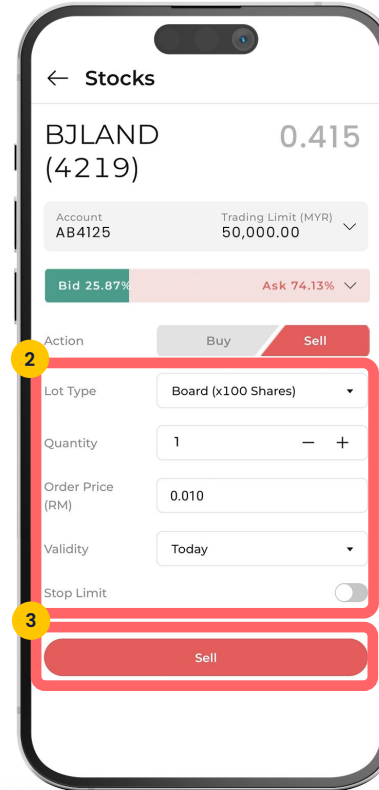 ← Stocks
BJLAND 0.415
(4219)
Account Trading Limit (MYR)
AB4125 50,000.00
Bid 25.87% Ask 74.13%
Action Buy Sell
2
Lot Type Board (x100 Shares)
Quantity 1 − +
Order Price
(RM) 0.010
Validity Today
Stop Limit
3
Sell